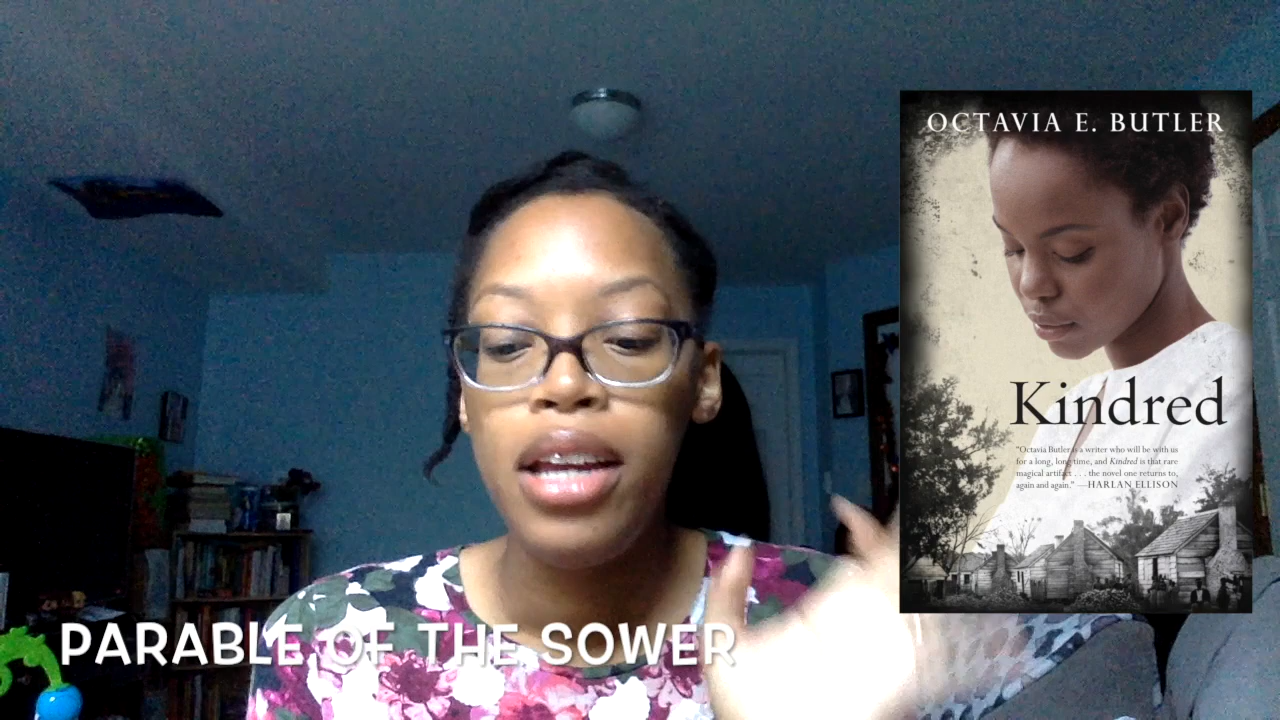 OCTAVIA E. BUTLER
Kindred
"Octavia Butler is a writer who will be with us
for a long, long time, and Kindred is that rare
magical artifact . . . the novel one returns to,
again and again." —HARLAN ELLISON
PARABLE OF THE SOWER